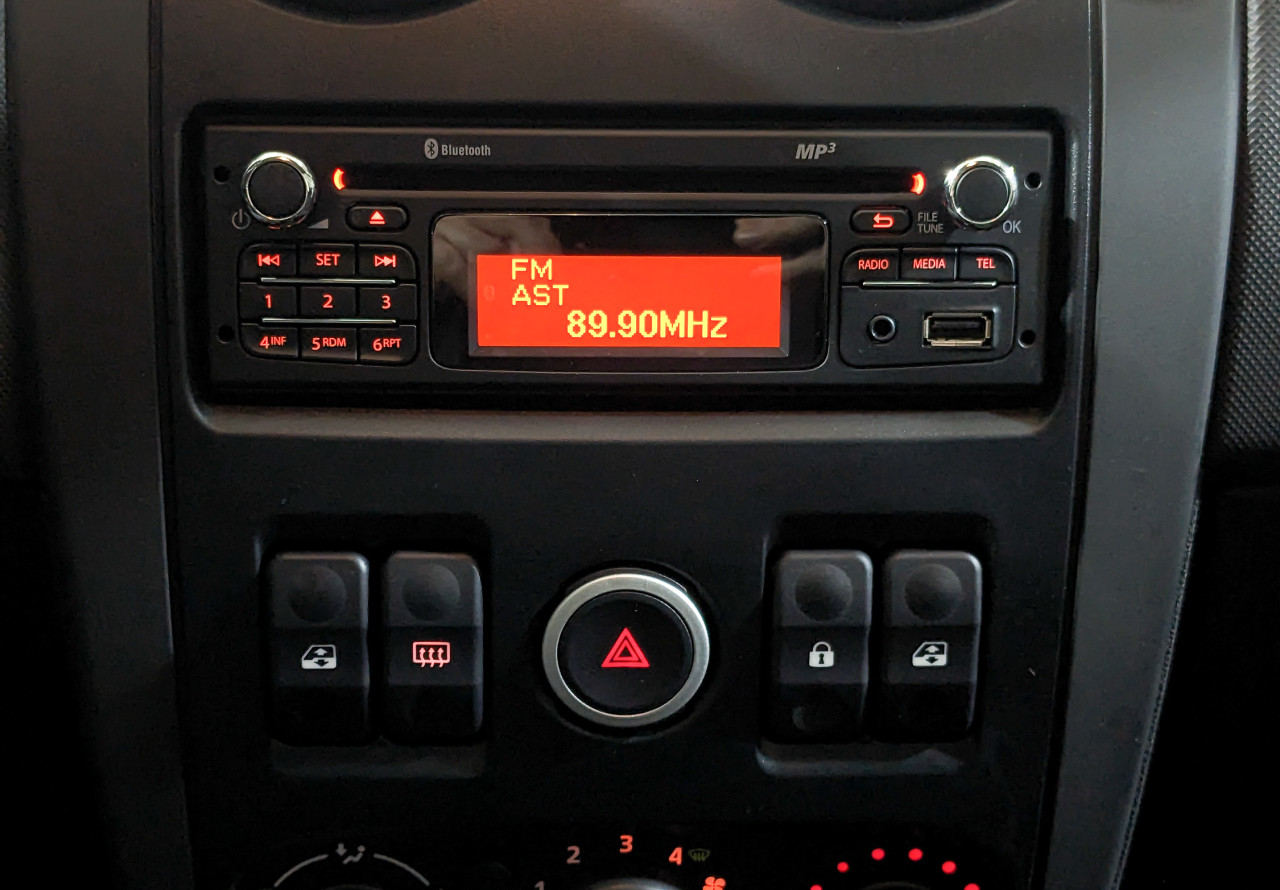 Bluetooth
MP3
FILE
TUNE
OK
SET
RADIO MEDIA TEL
FM
AST
89.90MHz
1 2 3
4INF 5RDM 6RPT
1 2 3 4